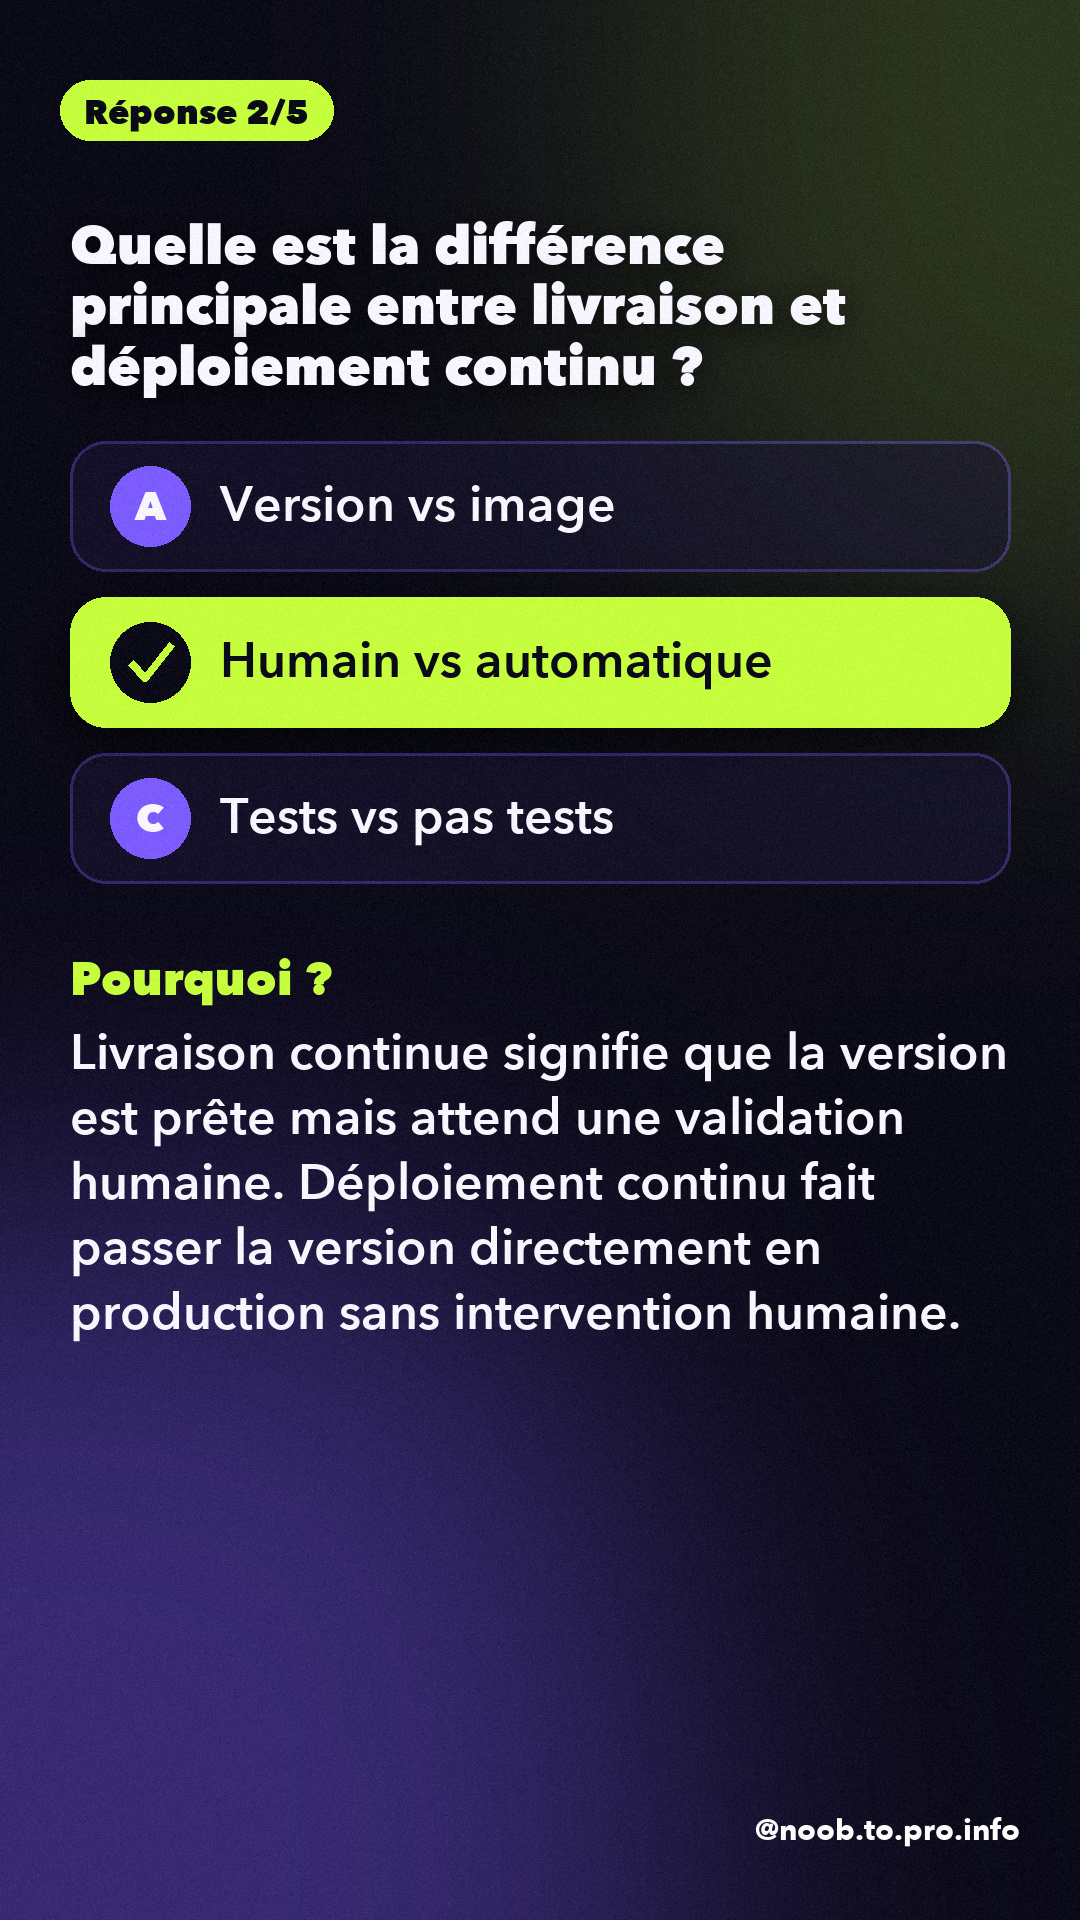 Réponse 2/5
Quelle est la différence
principale entre livraison et
déploiement continu ?
A Version vs image
Humain vs automatique
C Tests vs pas tests
Pourquoi ?
Livraison continue signifie que la version
est prête mais attend une validation
humaine. Déploiement continu fait
passer la version directement en
production sans intervention humaine.
@noob.to.pro.info